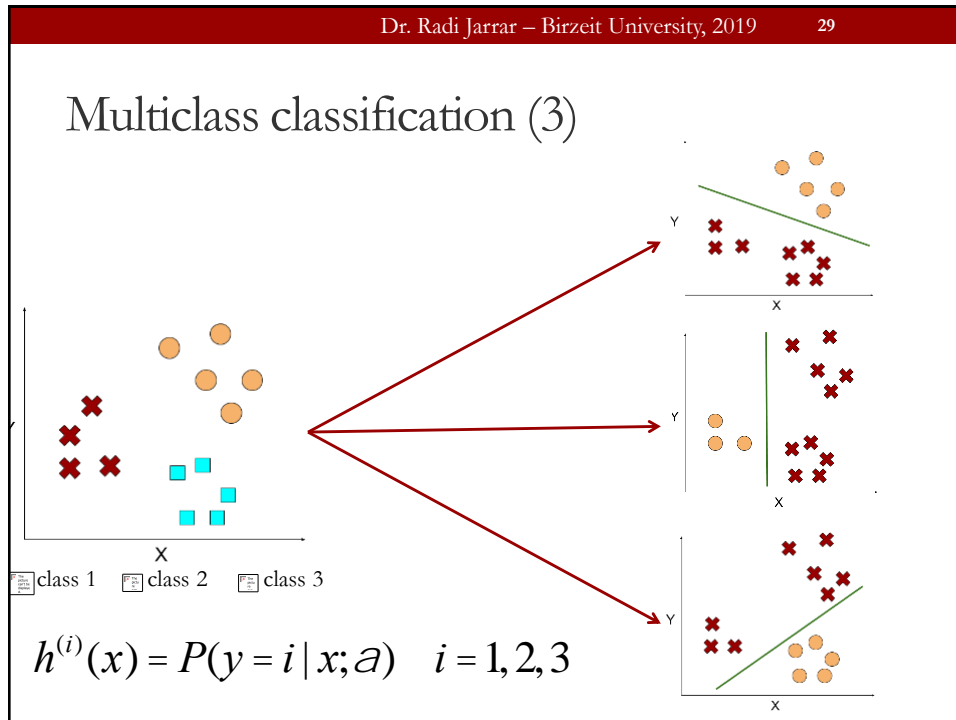 Dr. Radi Jarrar – Birzeit University, 2019 29
Multiclass classification (3)
Y
X
Y
X
Y
X
Y
X
class 1 class 2 class 3
h^{(i)}(x) = P(y = i | x; a) i = 1, 2, 3